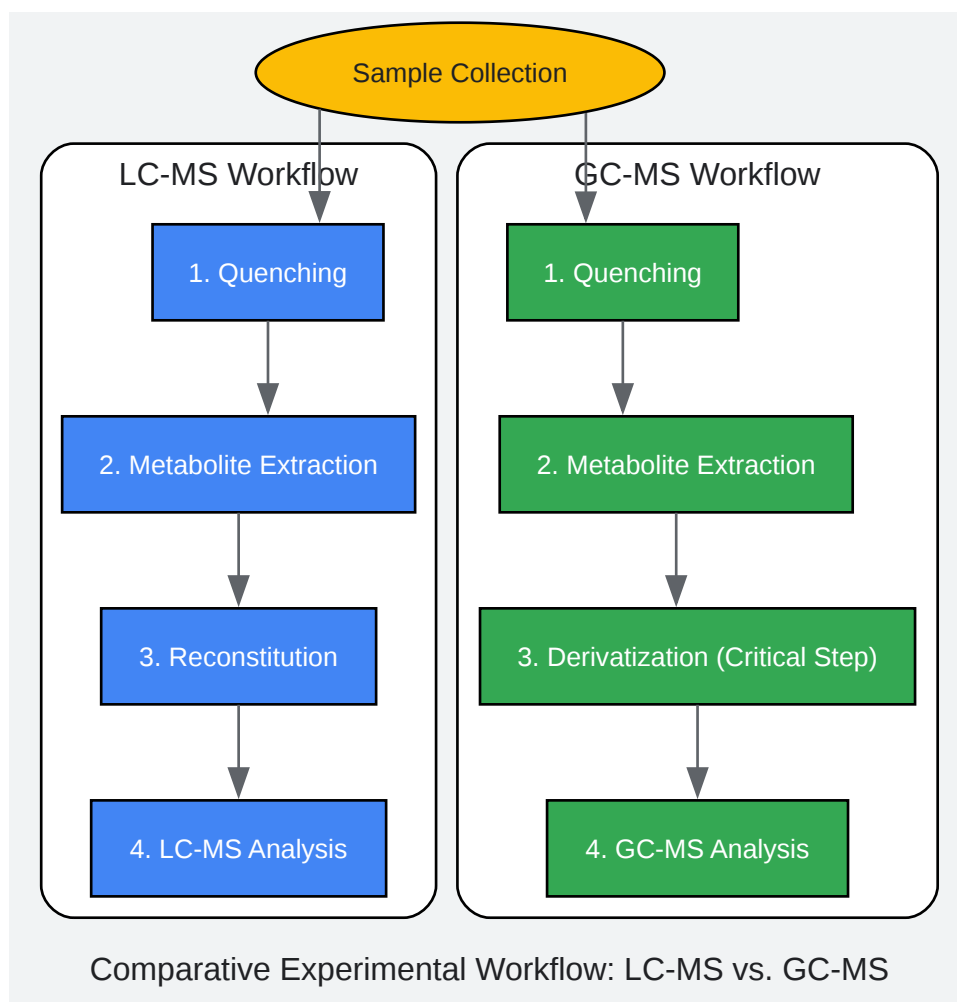 Sample Collection
LC-MS Workflow
1. Quenching
2. Metabolite Extraction
3. Reconstitution
4. LC-MS Analysis
GC-MS Workflow
1. Quenching
2. Metabolite Extraction
3. Derivatization (Critical Step)
4. GC-MS Analysis
Comparative Experimental Workflow: LC-MS vs. GC-MS